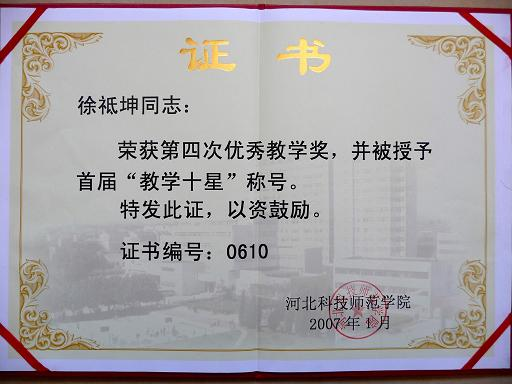 证书
徐祗坤同志：
荣获第四次优秀教学奖，并被授予
首届“教学十星”称号。
特发此证，以资鼓励。
证书编号：0610
河北科技师范学院
2007年1月